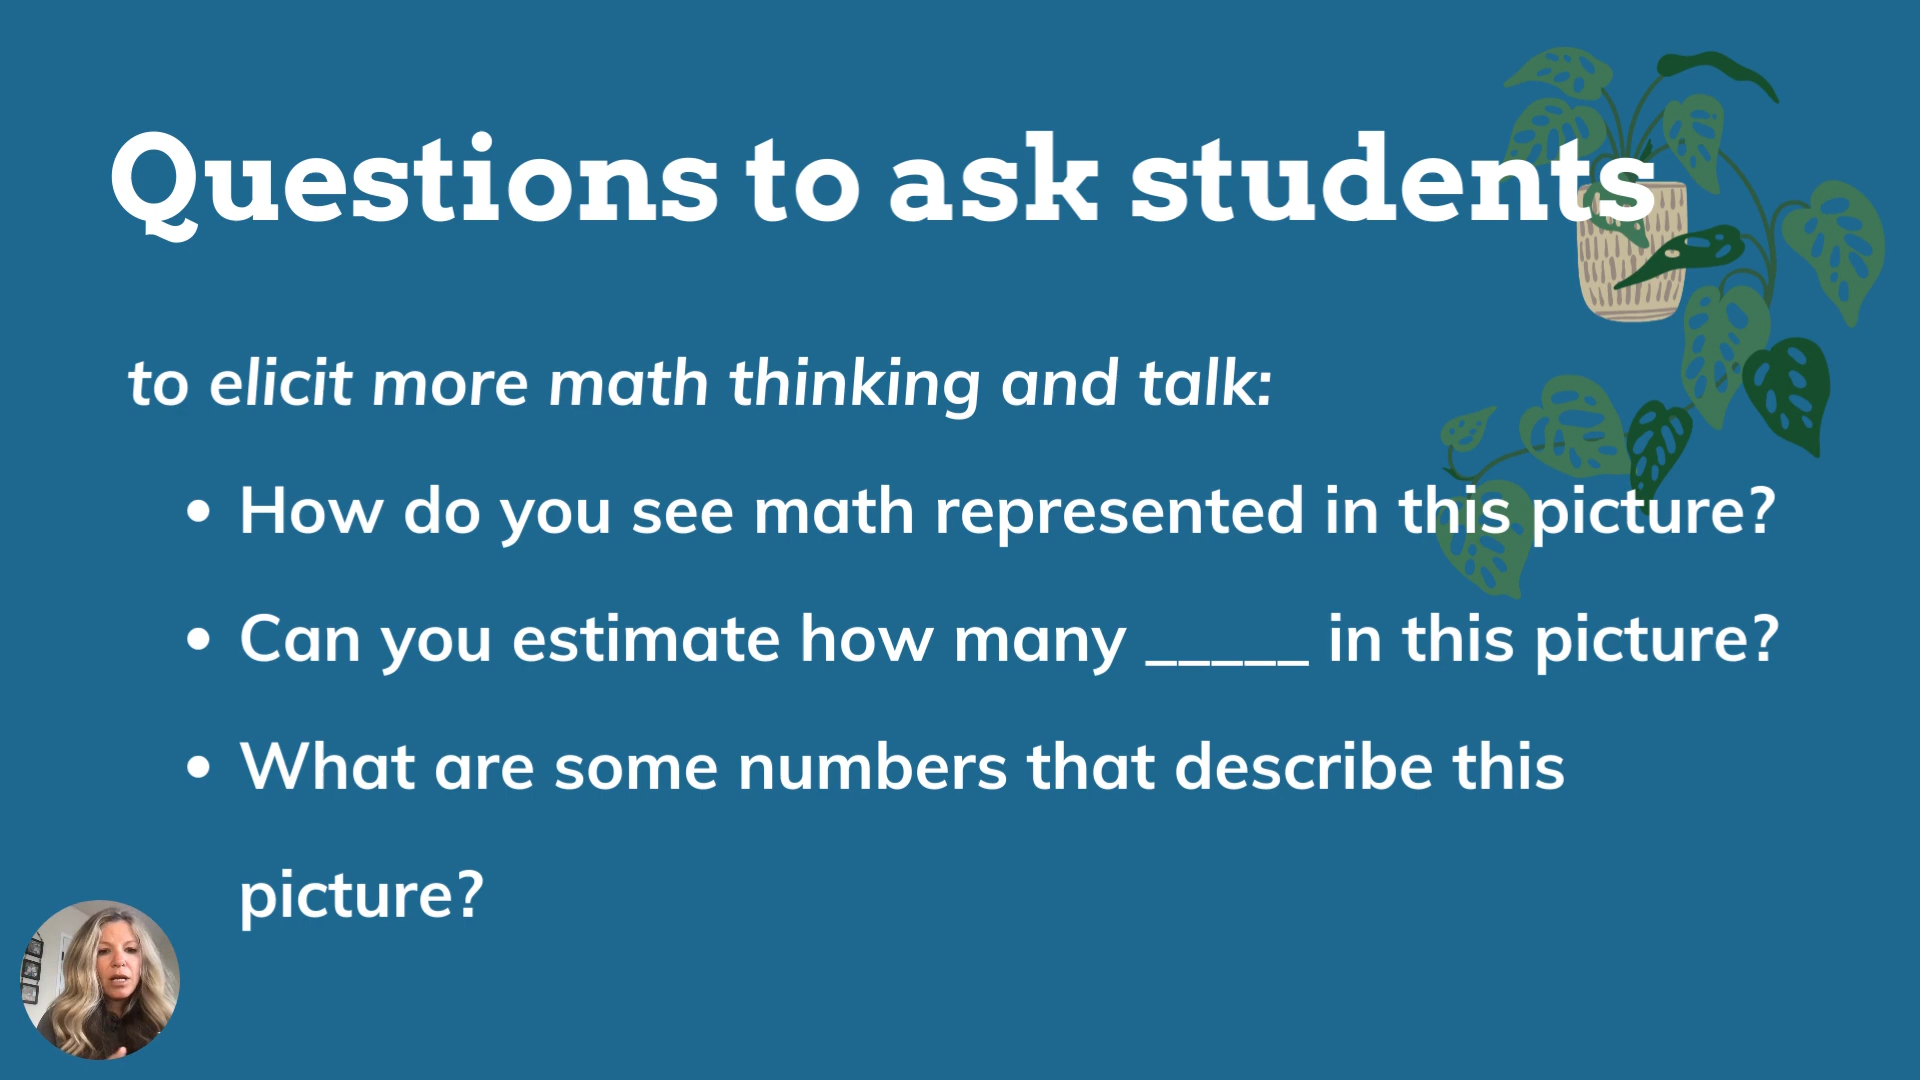 Questions to ask students
to elicit more math thinking and talk:
• How do you see math represented in this picture?
• Can you estimate how many _____ in this picture?
• What are some numbers that describe this
picture?